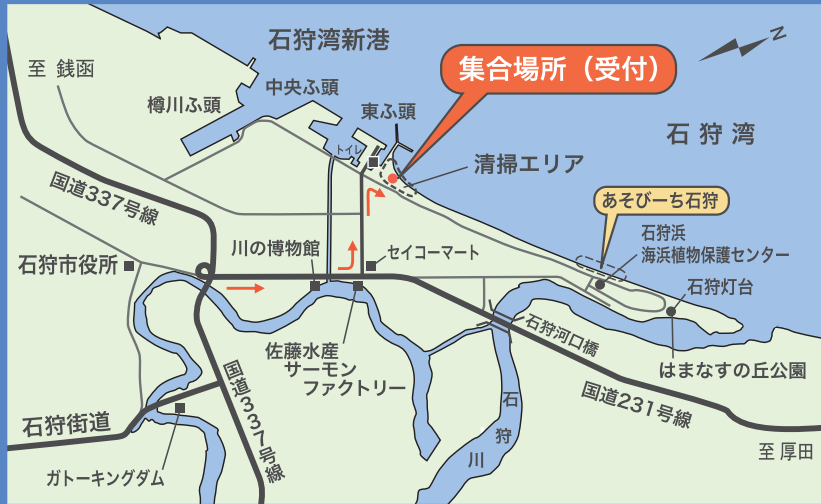 石狩湾新港
N
至 銭函
中央ふ頭
集合場所（受付）
樽川ふ頭
東ふ頭
石狩湾
トイレ
清掃エリア
国道337号線
あそびーち石狩
石狩浜
海浜植物保護センター
川の博物館
セイコーマート
石狩市役所
石狩灯台
石狩河口橋
佐藤水産
サーモン
ファクトリー
はまなすの丘公園
国道337号線
国道231号線
石狩川
石狩街道
至 厚田
ガトーキングダム